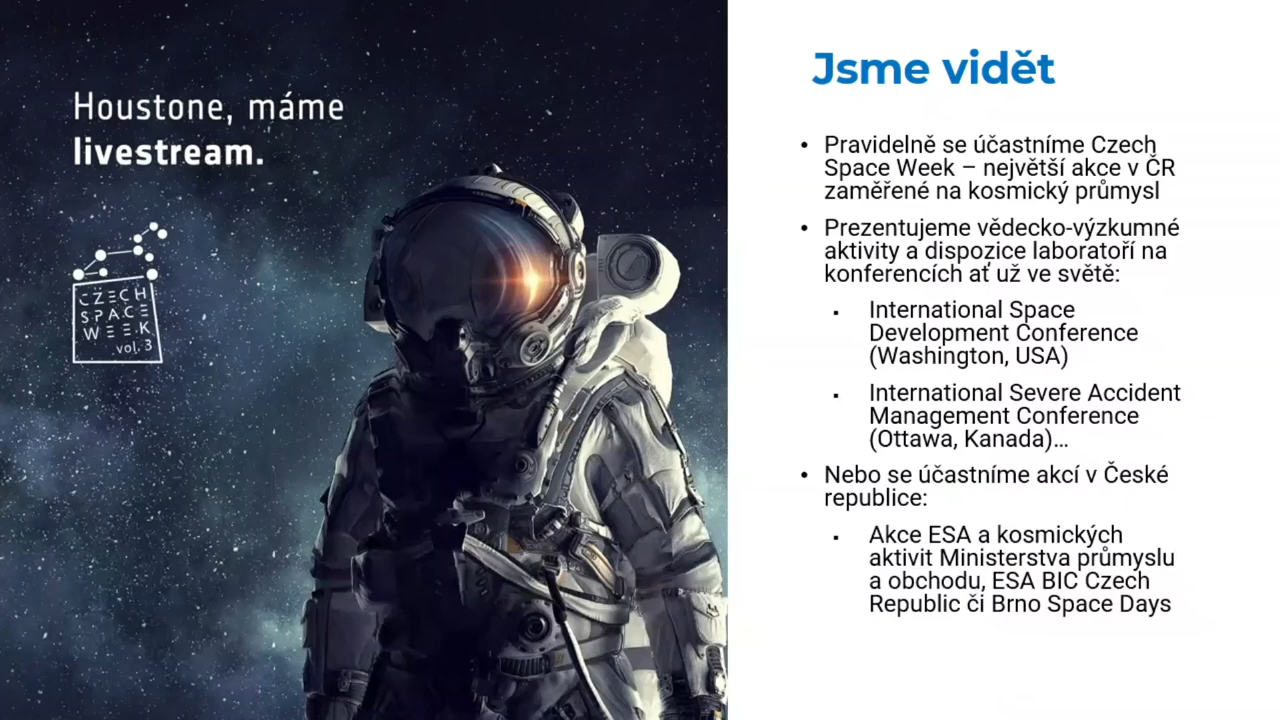 Houstone, máme
livestream.
CZECH
SPACE
WEEK
vol. 3
Jsme vidět
• Pravidelně se účastníme Czech
Space Week – největší akce v ČR
zaměřené na kosmický průmysl
• Prezentujeme vědecko-výzkumné
aktivity a dispozice laboratoří na
konferencích ať už ve světě:
▪ International Space
Development Conference
(Washington, USA)
▪ International Severe Accident
Management Conference
(Ottawa, Kanada)…
• Nebo se účastníme akcí v České
republice:
▪ Akce ESA a kosmických
aktivit Ministerstva průmyslu
a obchodu, ESA BIC Czech
Republic či Brno Space Days